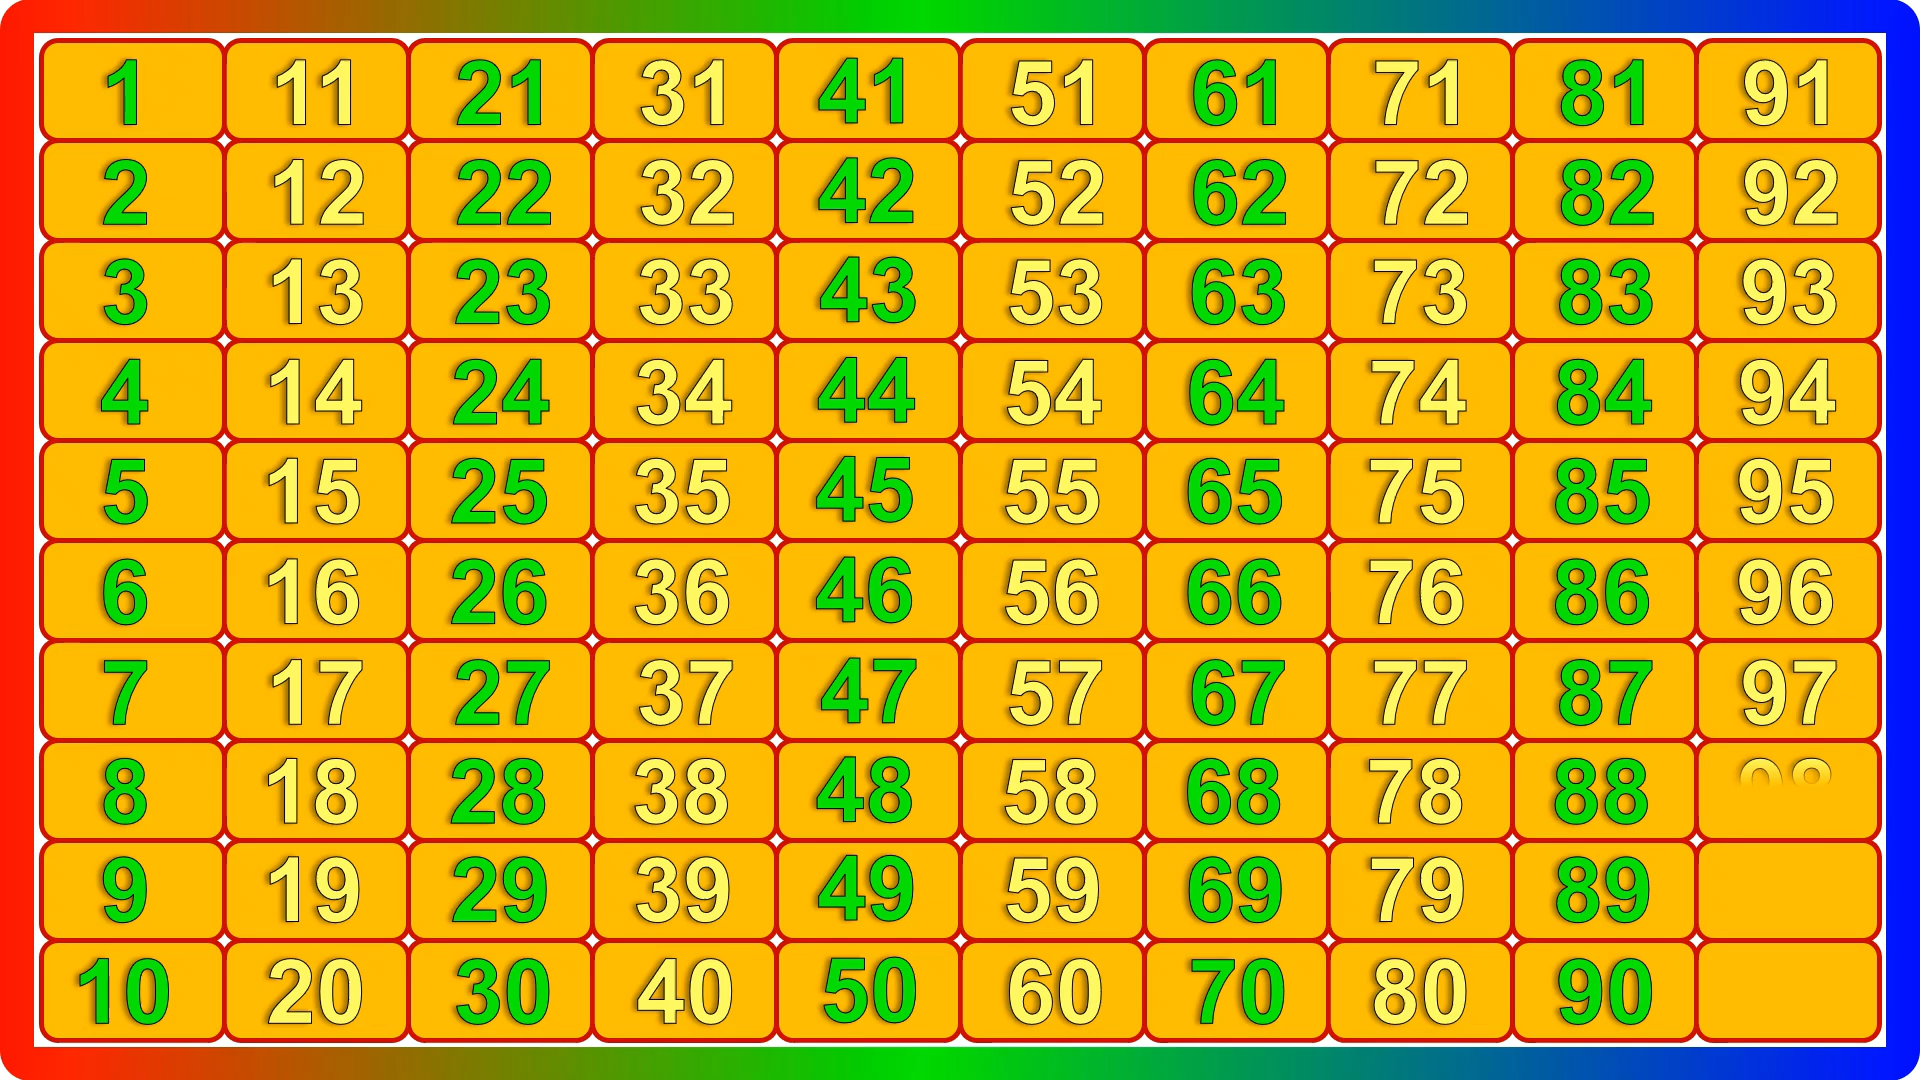 1 11 21 31 41 51 61 71 81 91
2 12 22 32 42 52 62 72 82 92
3 13 23 33 43 53 63 73 83 93
4 14 24 34 44 54 64 74 84 94
5 15 25 35 45 55 65 75 85 95
6 16 26 36 46 56 66 76 86 96
7 17 27 37 47 57 67 77 87 97
8 18 28 38 48 58 68 78 88
9 19 29 39 49 59 69 79 89
10 20 30 40 50 60 70 80 90